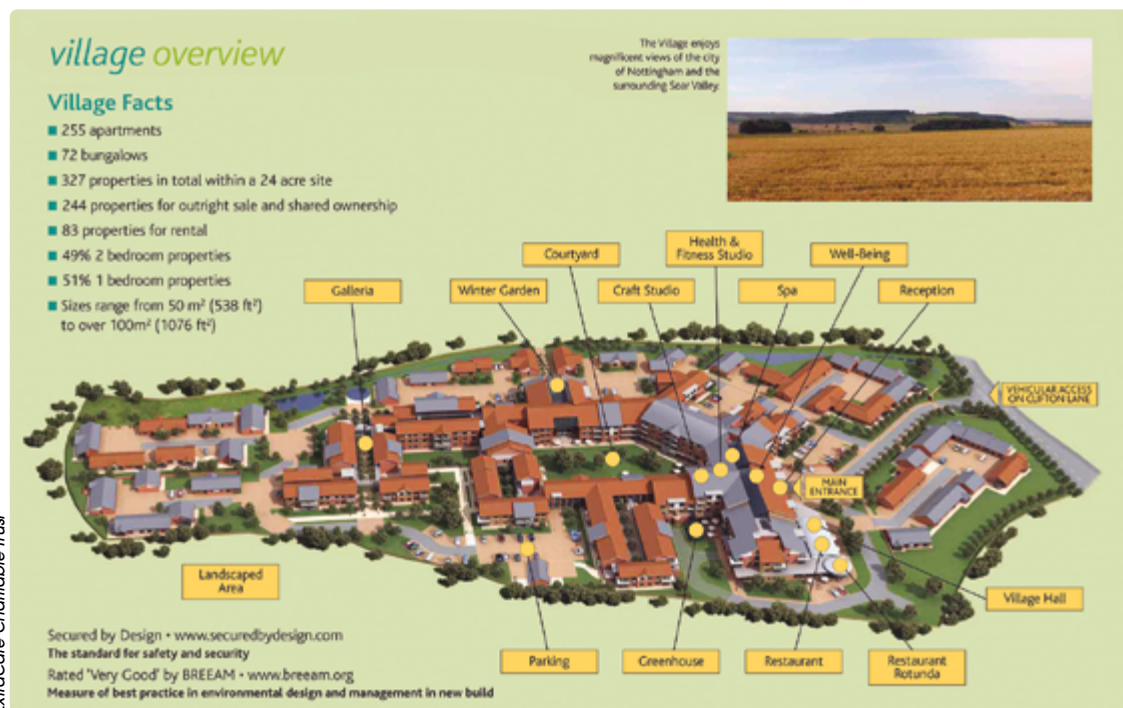 village overview
The Village enjoys
magnificent views of the city
of Nottingham and the
surrounding Soar Valley.
Village Facts
255 apartments
72 bungalows
327 properties in total within a 24 acre site
244 properties for outright sale and shared ownership
83 properties for rental
49% 2 bedroom properties
51% 1 bedroom properties
Sizes range from 50 m² (538 ft²)
to over 100m² (1076 ft²)
Galleria
Winter Garden
Courtyard
Craft Studio
Health &
Fitness Studio
Spa
Well-Being
Reception
VEHICULAR ACCESS
ON CLIFTON LANE
MAIN
ENTRANCE
Landscaped
Area
Village Hall
Parking
Greenhouse
Restaurant
Restaurant
Rotunda
Secured by Design • www.securedbydesign.com
The standard for safety and security
Rated 'Very Good' by BREEAM • www.breeam.org
Measure of best practice in environmental design and management in new build
Charitable Trust